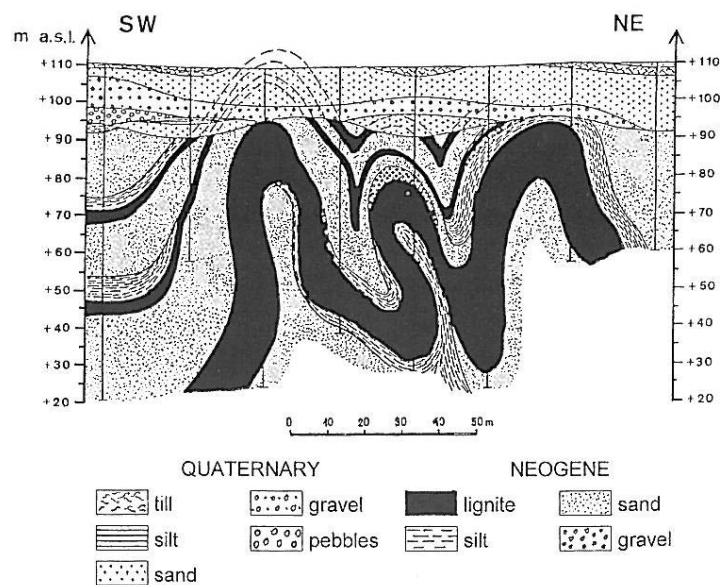 SW NE
m a.s.l.
+110 +110
+100 +100
+90 +90
+80 +80
+70 +70
+60 +60
+50 +50
+40 +40
+30 +30
+20 +20
0 10 20 30 40 50m
QUATERNARY NEOGENE
till gravel lignite sand
silt pebbles silt gravel
sand